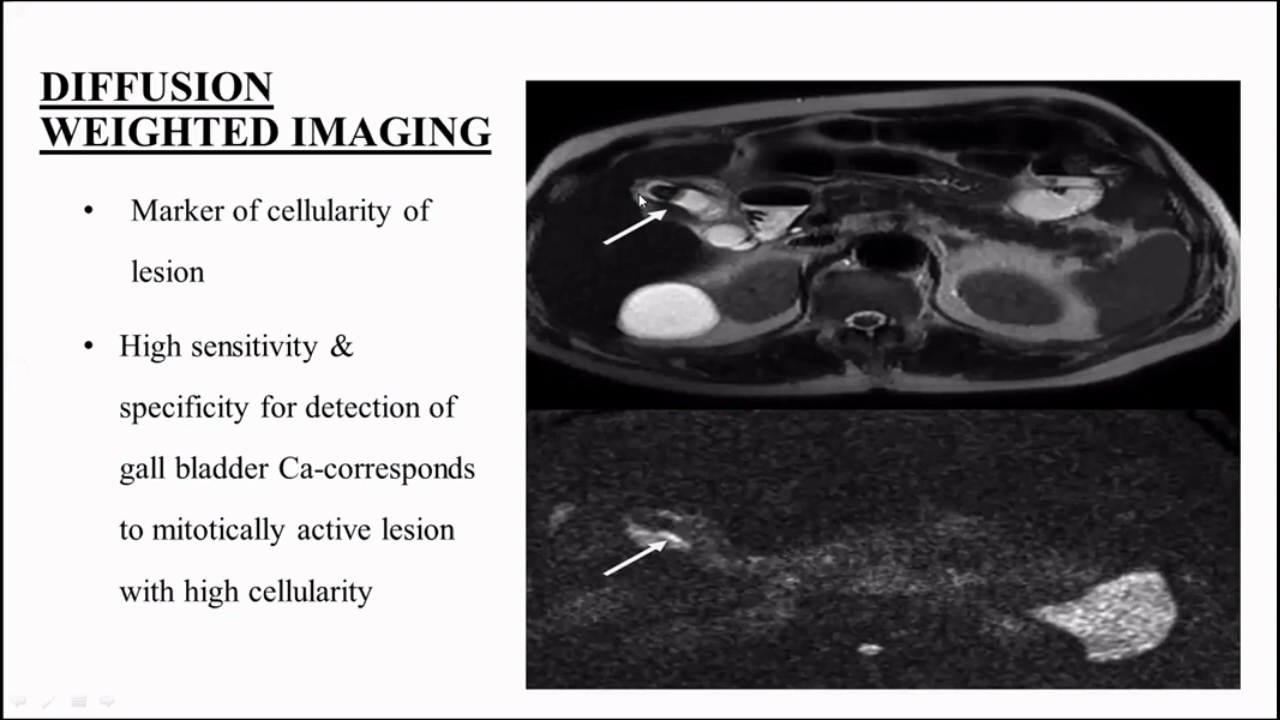 DIFFUSION
WEIGHTED IMAGING
• Marker of cellularity of
lesion
• High sensitivity &
specificity for detection of
gall bladder Ca-corresponds
to mitotically active lesion
with high cellularity